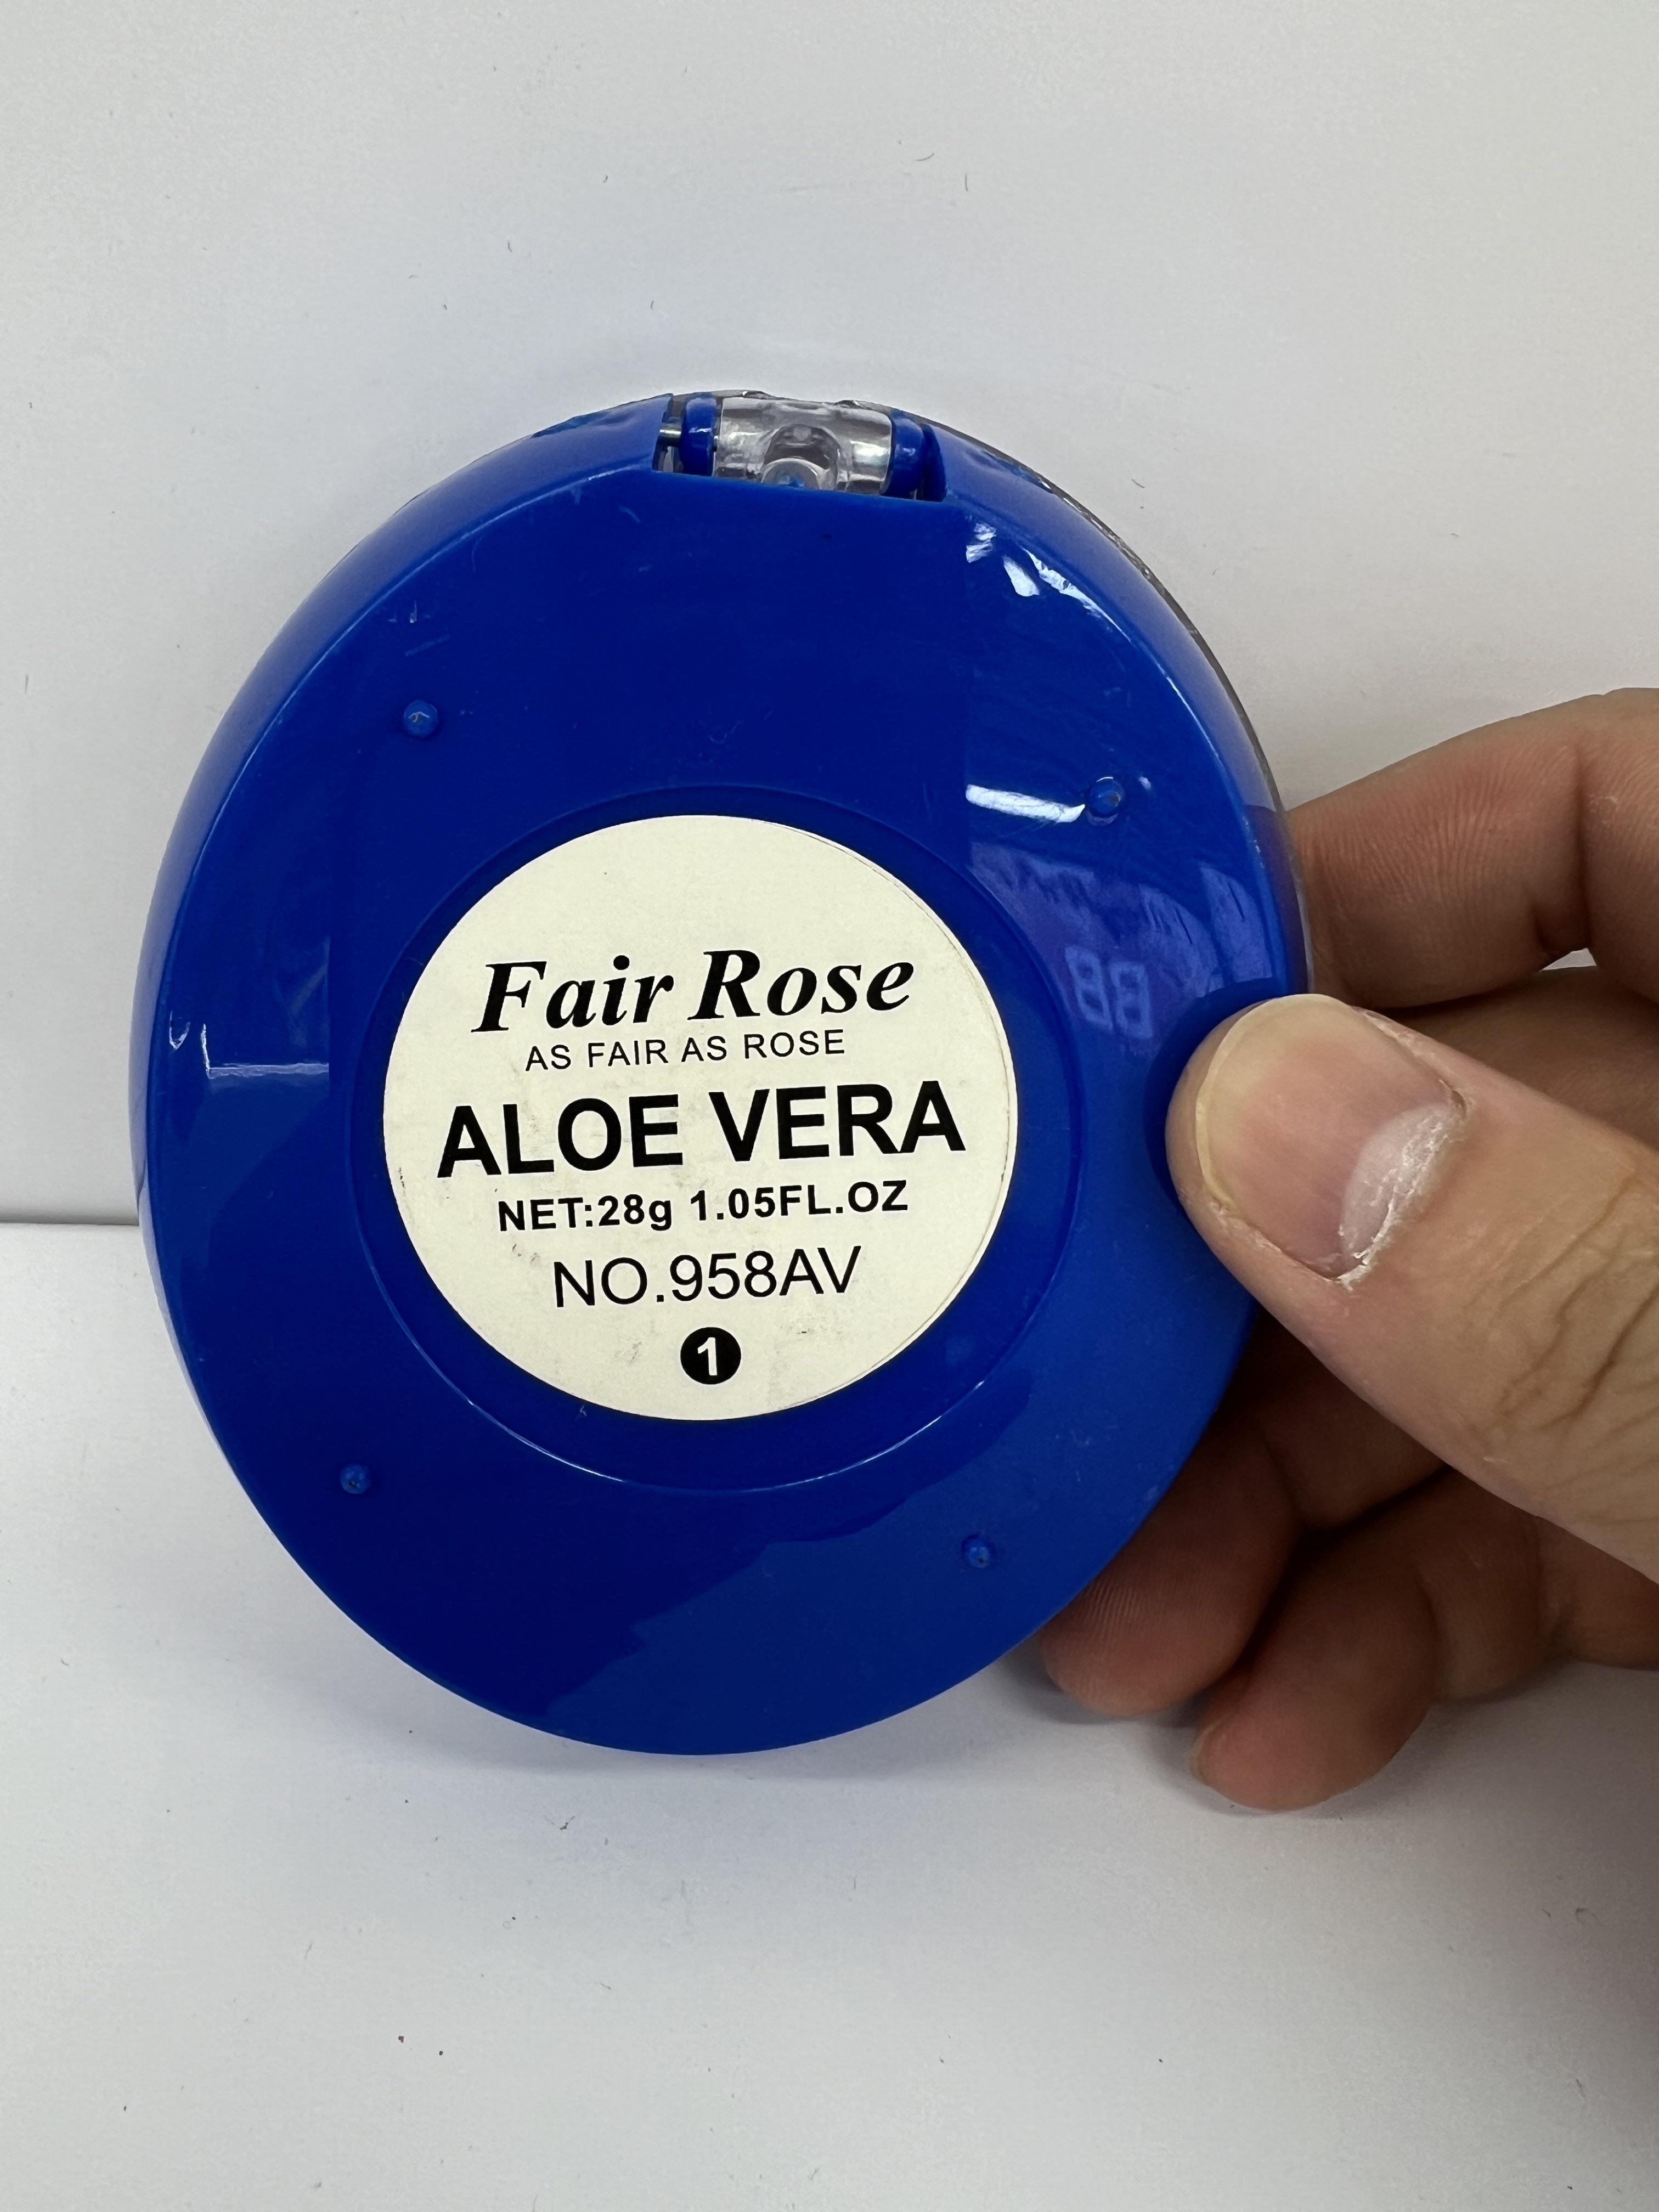 Fair Rose
AS FAIR AS ROSE
ALOE VERA
NET:28g 1.05FL.OZ
NO.958AV
1